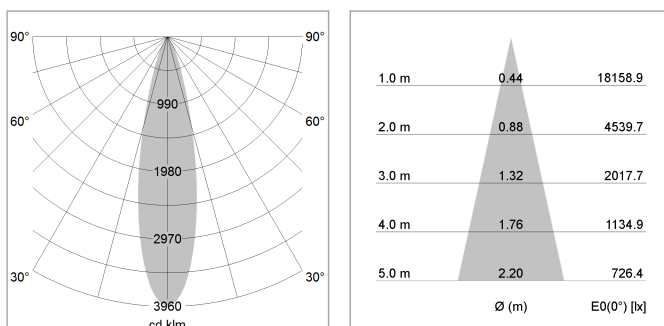 90° 90°
990
60° 60°
1980
2970
30° 30°
3960
cd klm
1.0 m 0.44 18158.9
2.0 m 0.88 4539.7
3.0 m 1.32 2017.7
4.0 m 1.76 1134.9
5.0 m 2.20 726.4
Ø (m) E0(0°) [lx]